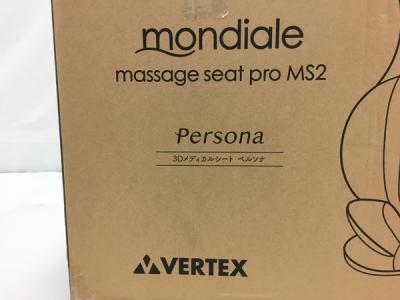 mondiale
massage seat pro MS2
Persona
3Dメディカルシート ペルソナ
VERTEX